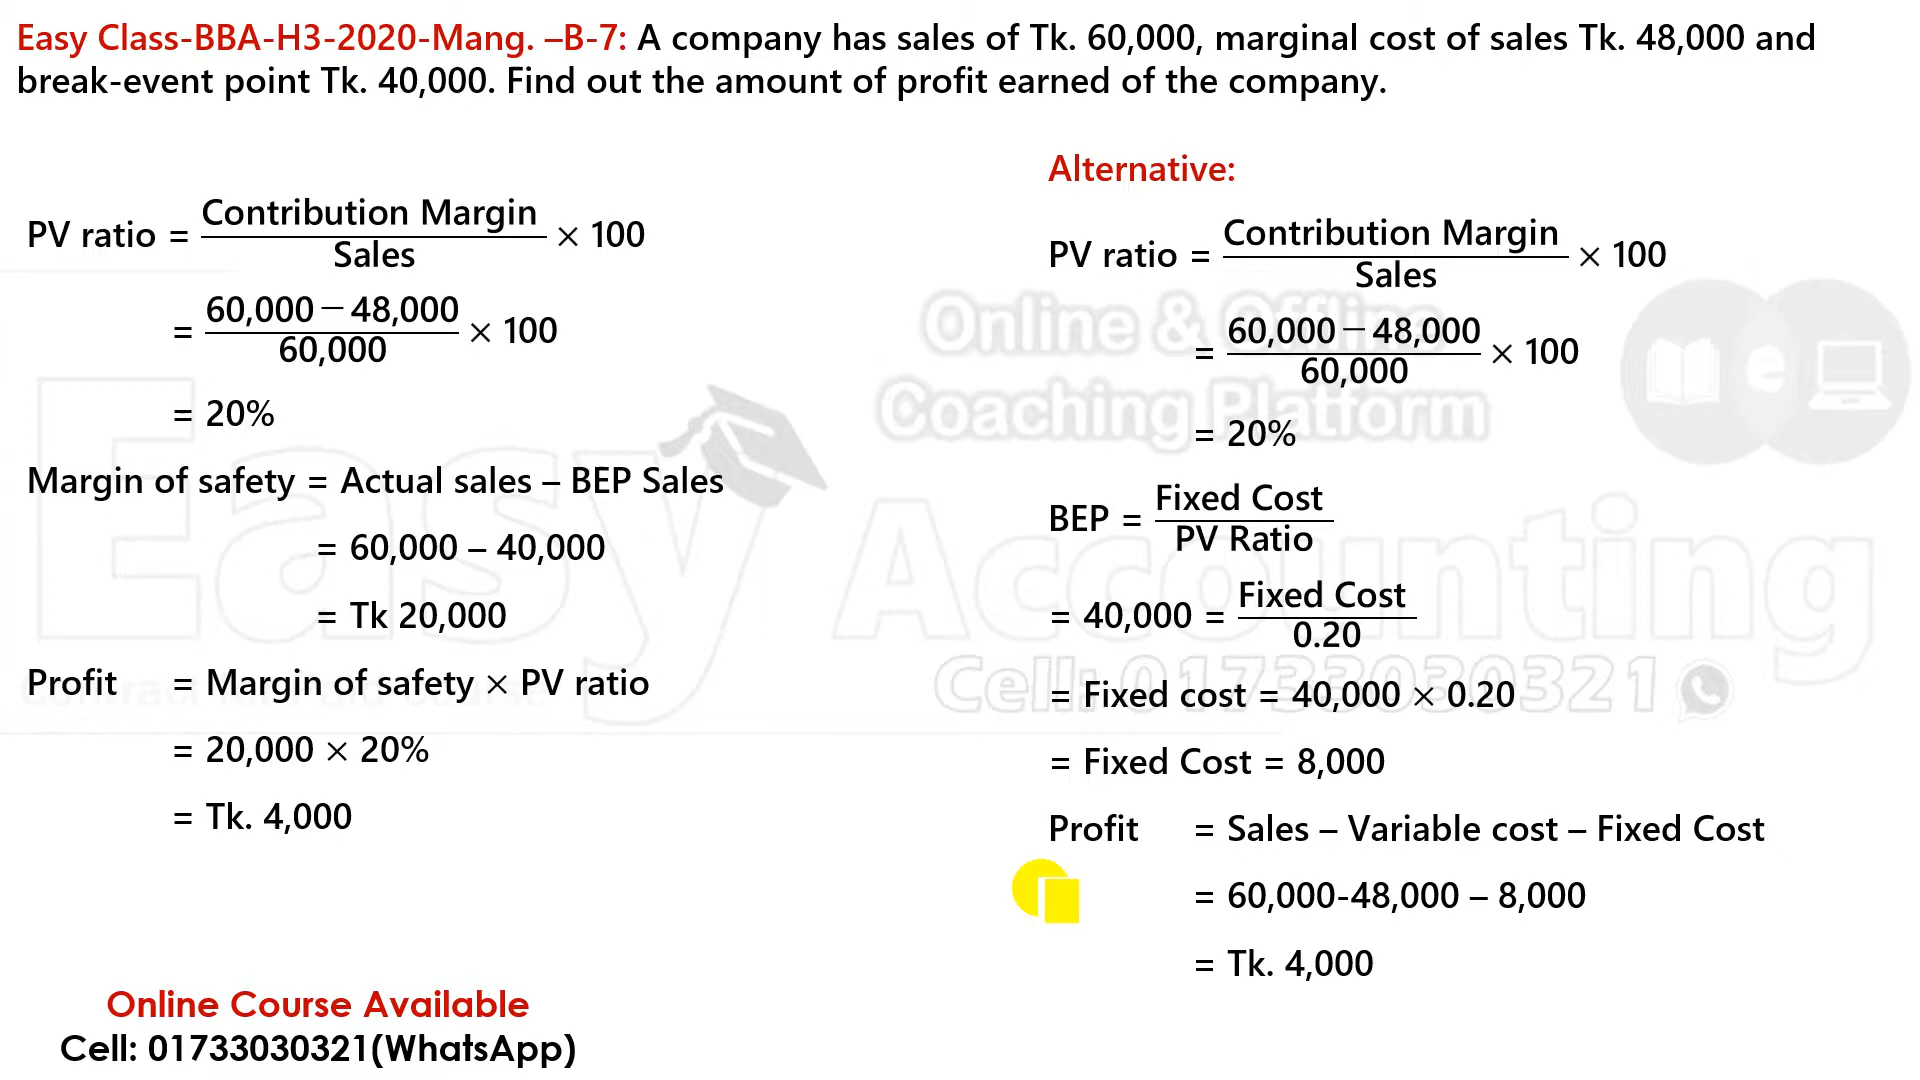 Easy Class-BBA-H3-2020-Mang. –B-7: A company has sales of Tk. 60,000, marginal cost of sales Tk. 48,000 and
break-event point Tk. 40,000. Find out the amount of profit earned of the company.
PV ratio = Contribution Margin / Sales × 100
= 60,000 – 48,000 / 60,000 × 100
= 20%
Margin of safety = Actual sales – BEP Sales
= 60,000 – 40,000
= Tk 20,000
Profit = Margin of safety × PV ratio
= 20,000 × 20%
= Tk. 4,000
Alternative:
PV ratio = Contribution Margin / Sales × 100
= 60,000 – 48,000 / 60,000 × 100
= 20%
BEP = Fixed Cost / PV Ratio
= 40,000 = Fixed Cost / 0.20
= Fixed cost = 40,000 × 0.20
= Fixed Cost = 8,000
Profit = Sales – Variable cost – Fixed Cost
= 60,000-48,000 – 8,000
= Tk. 4,000
Online Course Available
Cell: 01733030321(WhatsApp)
Online & Offline
Coaching Platform
e
Easy Accounting
Cell: 01733030321